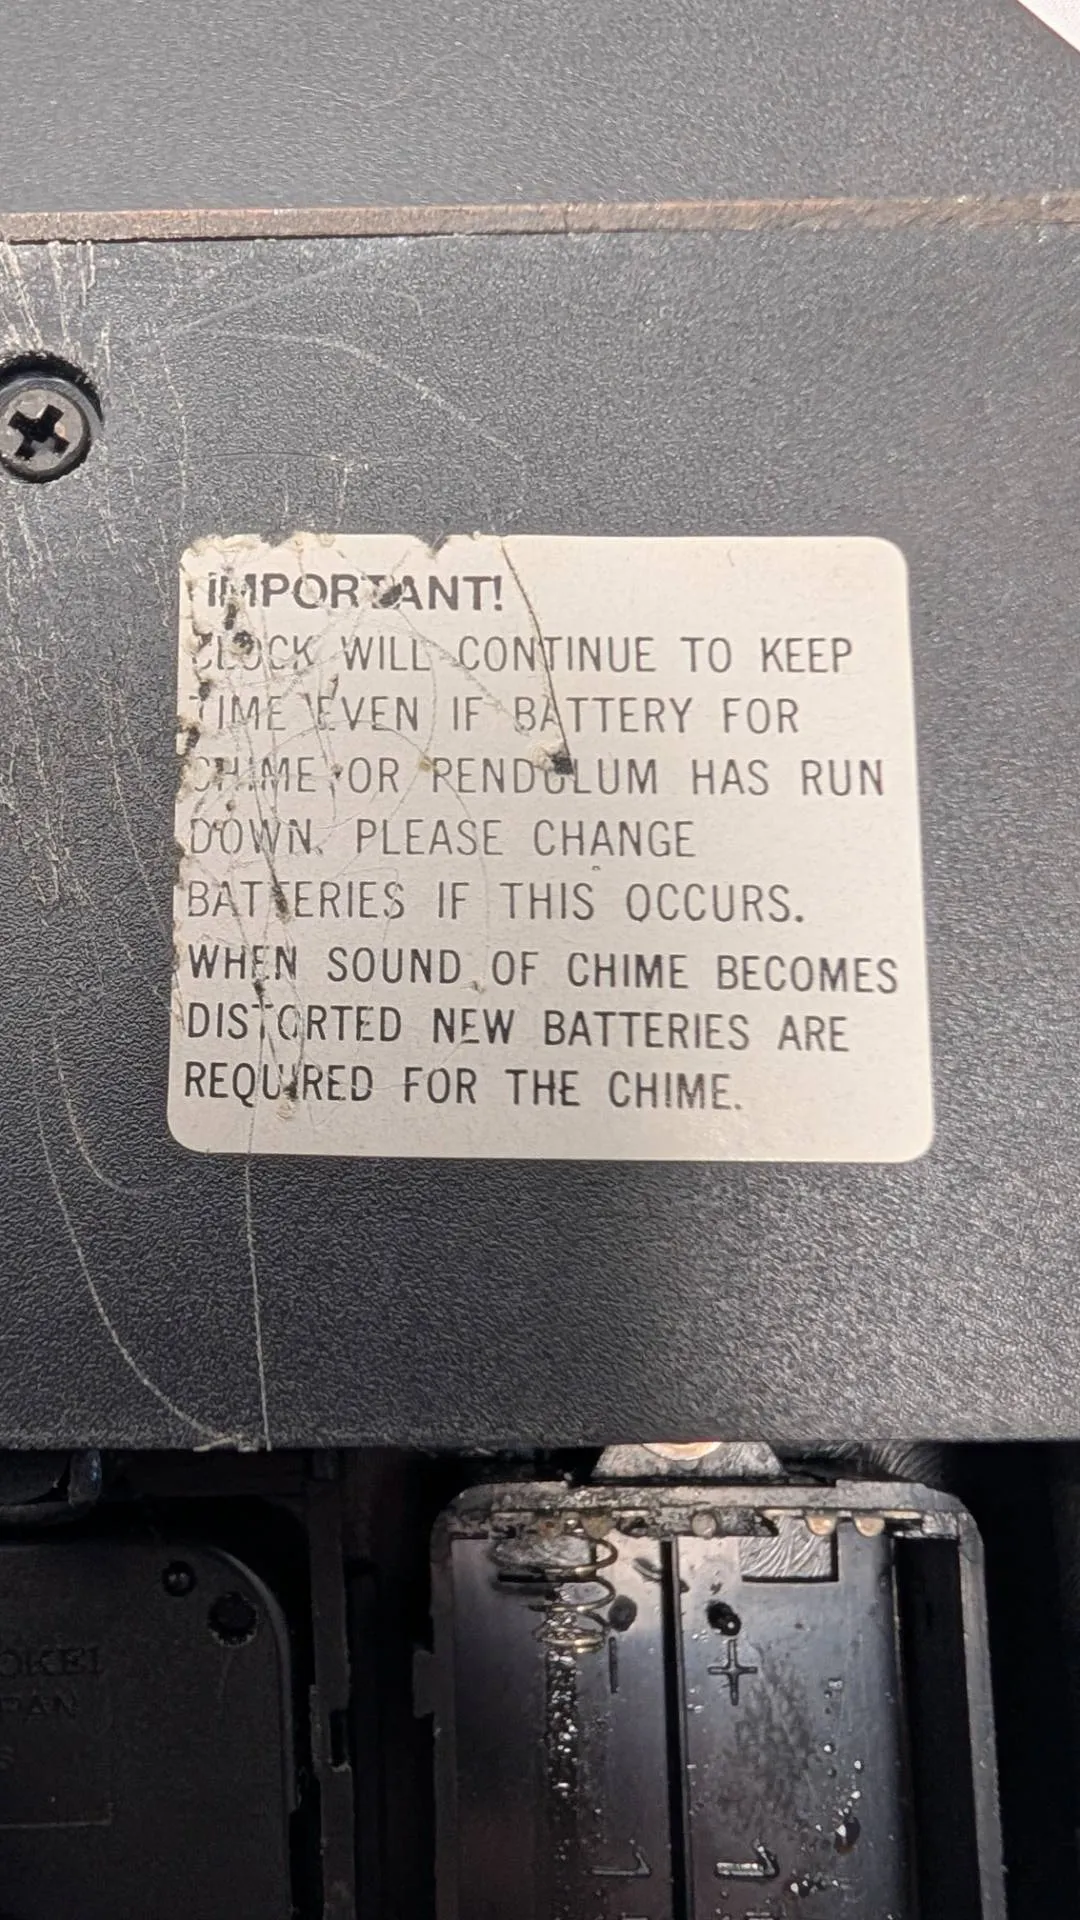 IMPORTANT!
CLOCK WILL CONTINUE TO KEEP
TIME EVEN IF BATTERY FOR
CHIME OR PENDULUM HAS RUN
DOWN. PLEASE CHANGE
BATTERIES IF THIS OCCURS.
WHEN SOUND OF CHIME BECOMES
DISTORTED NEW BATTERIES ARE
REQUIRED FOR THE CHIME.
- +